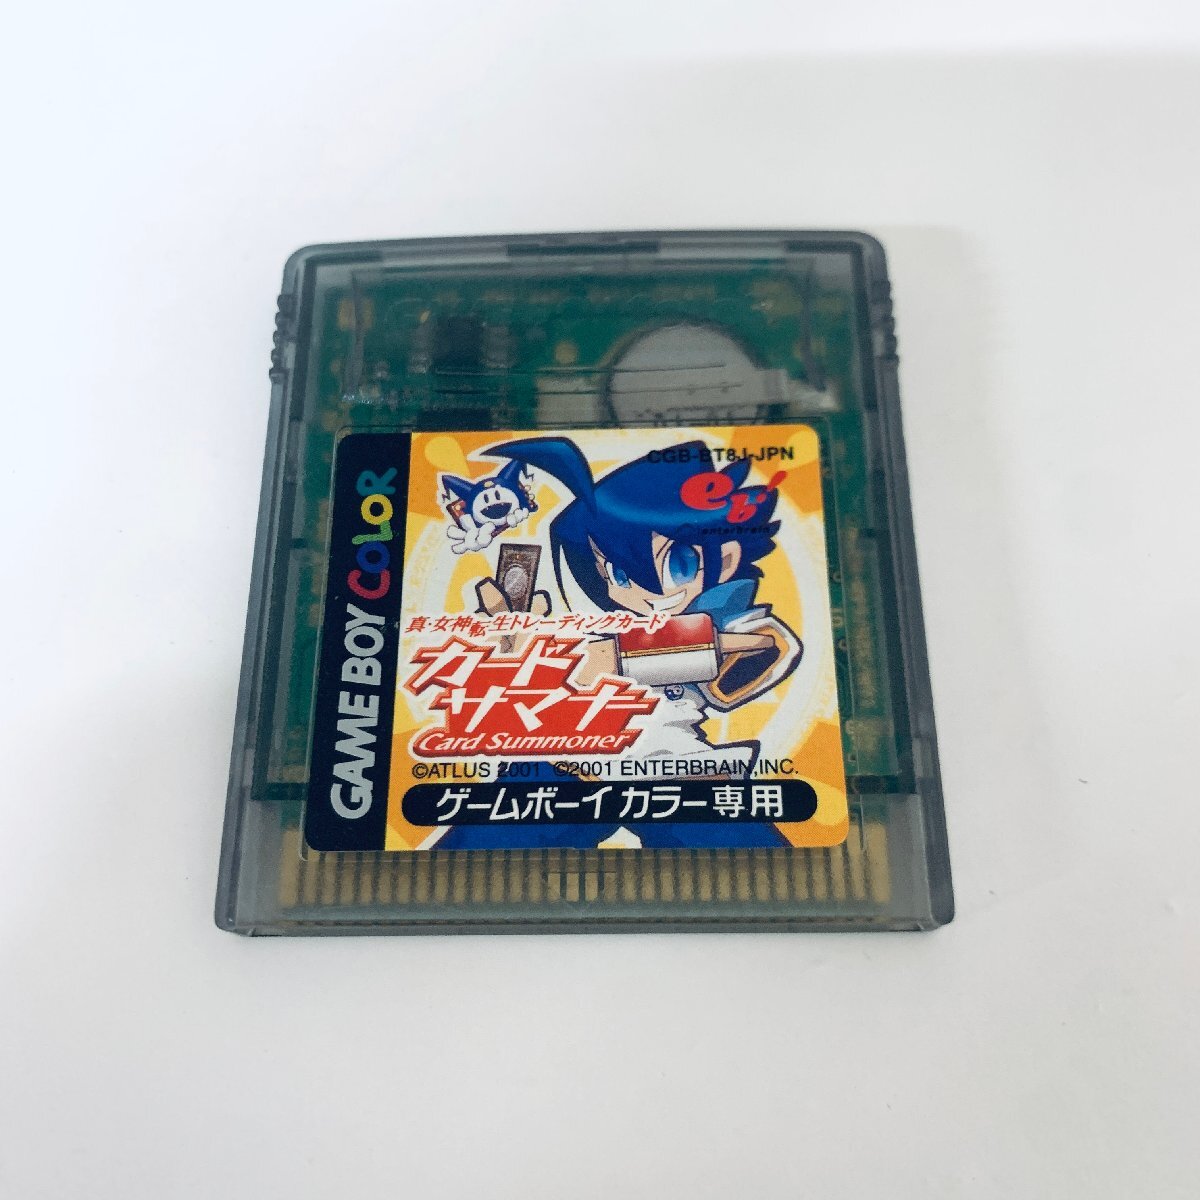 GAME BOY COLOR
CGB-BT8J-JPN
eb!
enterbrain
真・女神転生トレーディングカード
カード
サマナー
Card Summoner
©ATLUS 2001 ©2001 ENTERBRAIN,INC.
ゲームボーイカラー専用